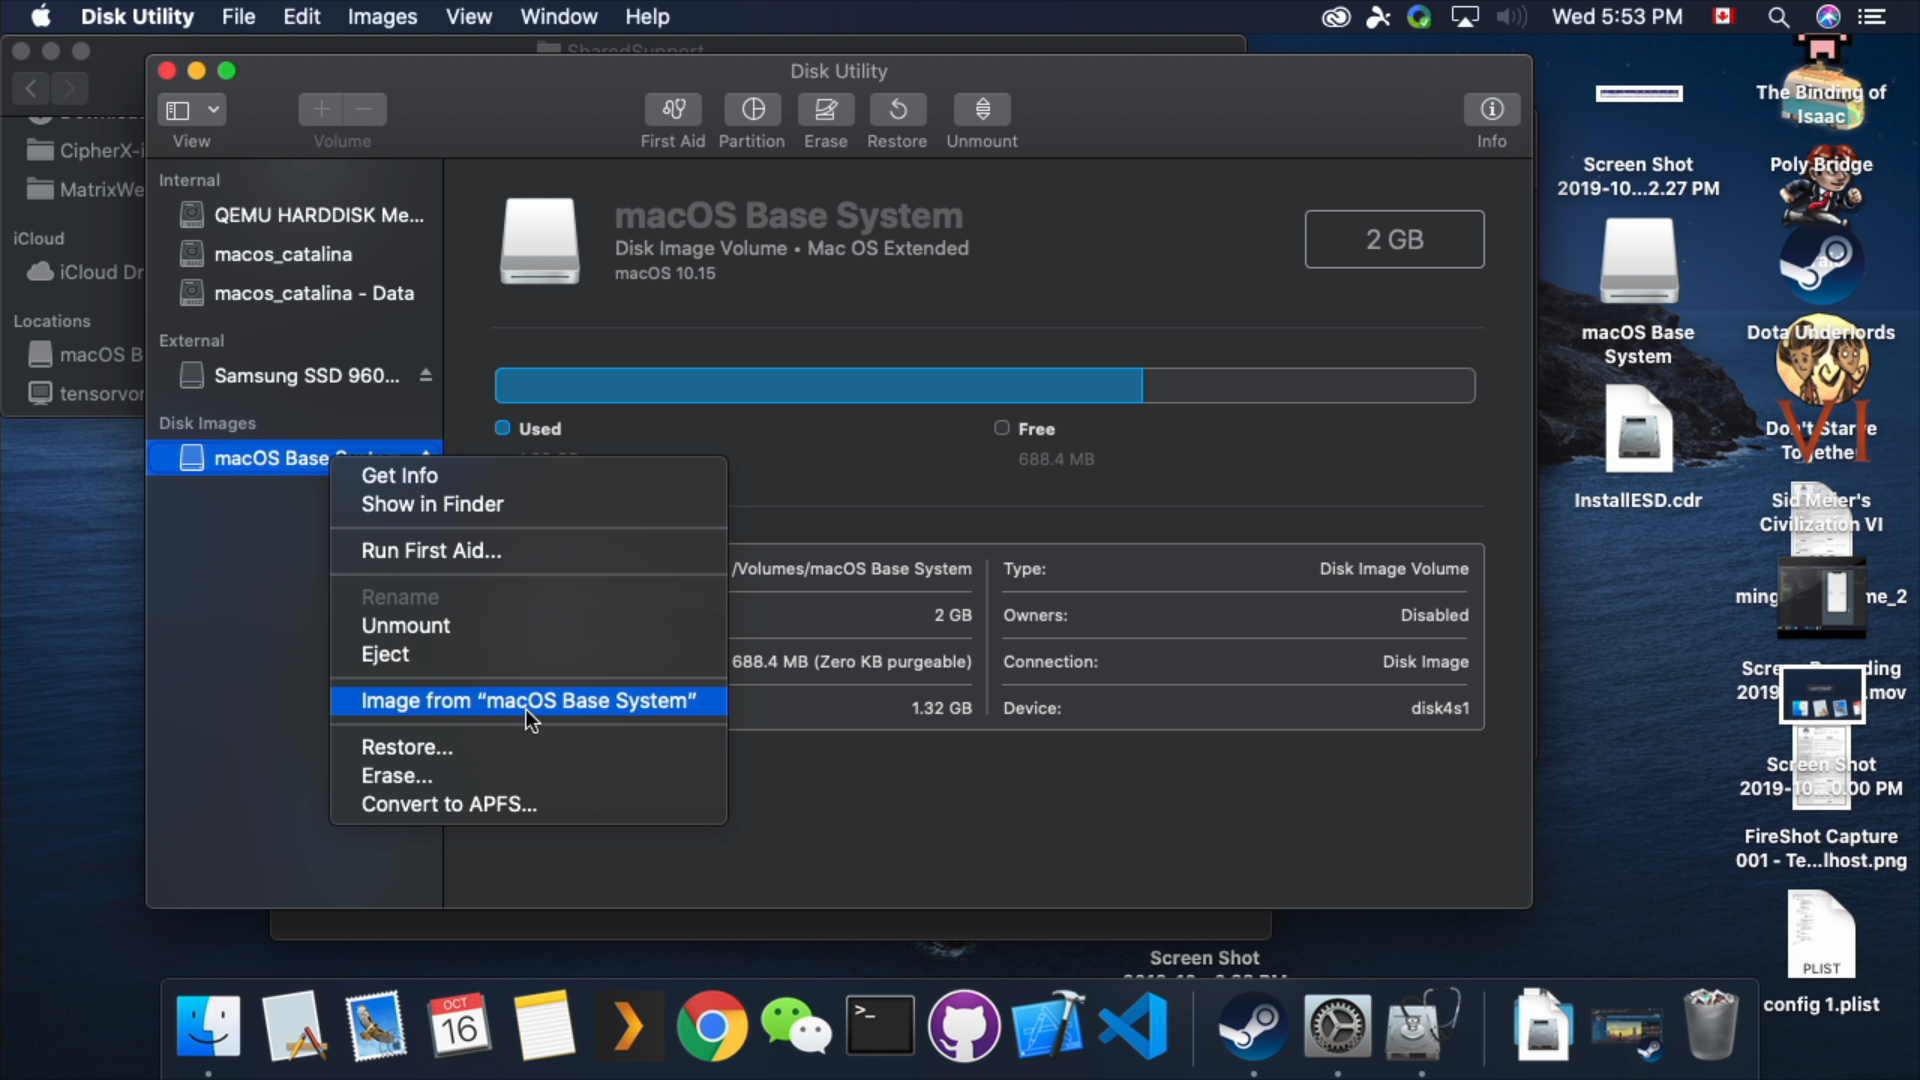 Disk Utility File Edit Images View Window Help
Wed 5:53 PM
SharedSupport
Disk Utility
View
Volume
First Aid
Partition
Erase
Restore
Unmount
Info
CipherX-i
MatrixWe
iCloud
iCloud Dr
Locations
macOS B
tensorvor
Internal
QEMU HARDDISK Me...
macos_catalina
macos_catalina - Data
External
Samsung SSD 960...
Disk Images
macOS Base
macOS Base System
Disk Image Volume • Mac OS Extended
macOS 10.15
2 GB
Used
Free
688.4 MB
Get Info
Show in Finder
Run First Aid...
Rename
Unmount
Eject
Image from “macOS Base System”
Restore...
Erase...
Convert to APFS...
/Volumes/macOS Base System
2 GB
688.4 MB (Zero KB purgeable)
1.32 GB
Type:
Disk Image Volume
Owners:
Disabled
Connection:
Disk Image
Device:
disk4s1
Screen Shot
2019-10...2.27 PM
macOS Base
System
InstallESD.cdr
The Binding of
Isaac
Poly Bridge
Dota Underlords
Don't Starve
Together
VI
Sid Meier's
Civilization VI
ming
me_2
2019
.mov
Screen Shot
2019-10...0.00 PM
FireShot Capture
001 - Te...lhost.png
PLIST
config 1.plist
Screen Shot
OCT
16
>_